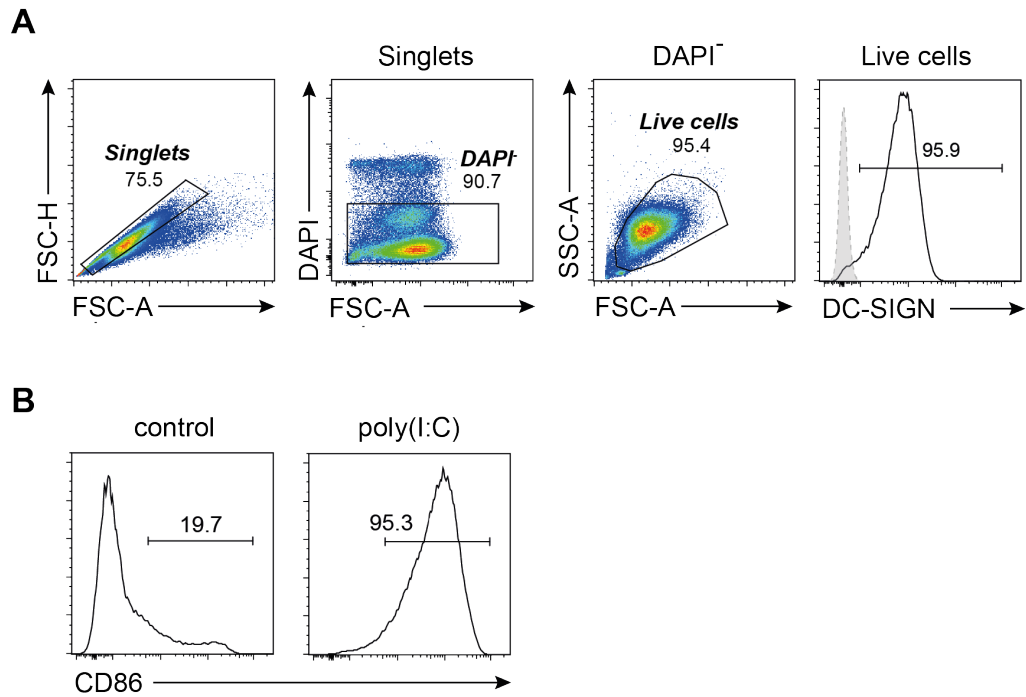 A
Singlets
DAPI-
Live cells
Singlets
75.5
DAPI-
90.7
Live cells
95.4
95.9
FSC-H
DAPI
SSC-A
FSC-A
FSC-A
FSC-A
DC-SIGN
B
control
poly(I:C)
19.7
95.3
CD86